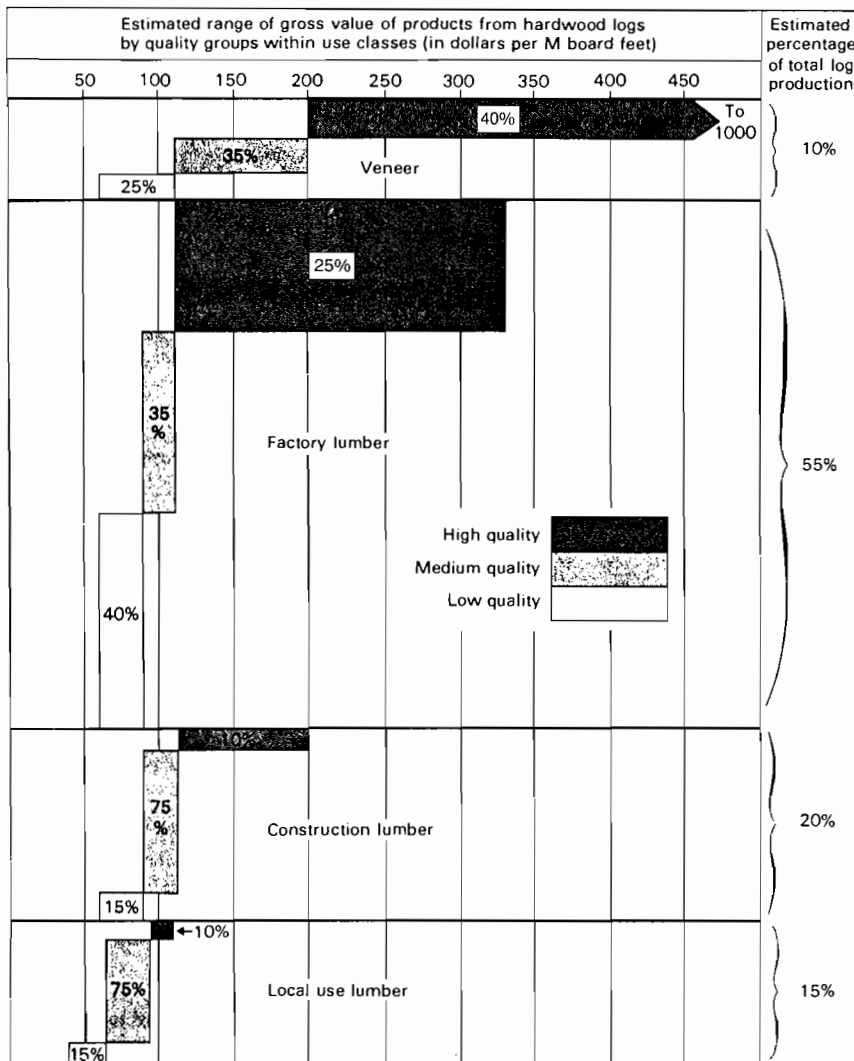 Estimated range of gross value of products from hardwood logs
by quality groups within use classes (in dollars per M board feet)
Estimated
percentage
of total log
production
50 100 150 200 250 300 350 400 450
40%
To
1000
35%
Veneer
25%
10%
25%
35
%
Factory lumber
55%
High quality
Medium quality
Low quality
40%
75
%
Construction lumber
20%
15%
←10%
75%
Local use lumber
15%
15%